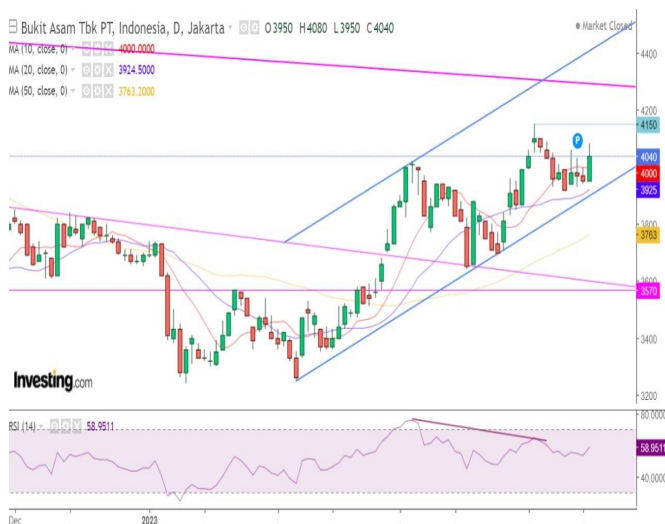 Bukit Asam Tbk PT, Indonesia, D, Jakarta O3950 H4080 L3950 C4040
Market Closed
MA (10, close, 0) 4000.0000
MA (20, close, 0) 3924.5000
MA (50, close, 0) 3763.2000
4400
4200
4150
P
4040
4000
3925
3800
3763
3570
3400
3200
Investing.com
RSI (14) 58.9511
80.0000
58.9511
40.0000
Dec 2023